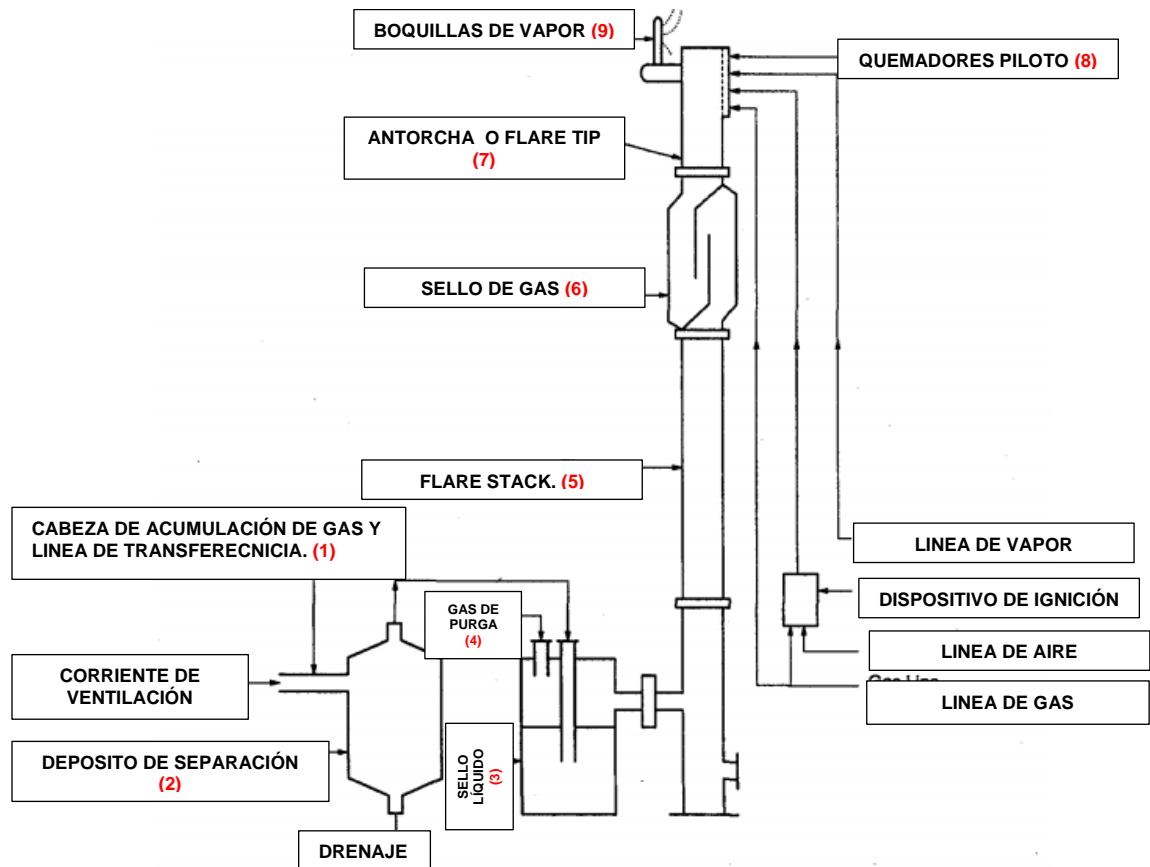 BOQUILLAS DE VAPOR (9)
QUEMADORES PILOTO (8)
ANTORCHA O FLARE TIP
(7)
SELLO DE GAS (6)
FLARE STACK. (5)
CABEZA DE ACUMULACIÓN DE GAS Y
LINEA DE TRANSFERECNICIA. (1)
GAS DE
PURGA
(4)
CORRIENTE DE
VENTILACIÓN
DEPOSITO DE SEPARACIÓN
(2)
SELLO
LÍQUIDO
(3)
DRENAJE
LINEA DE VAPOR
DISPOSITIVO DE IGNICIÓN
LINEA DE AIRE
LINEA DE GAS